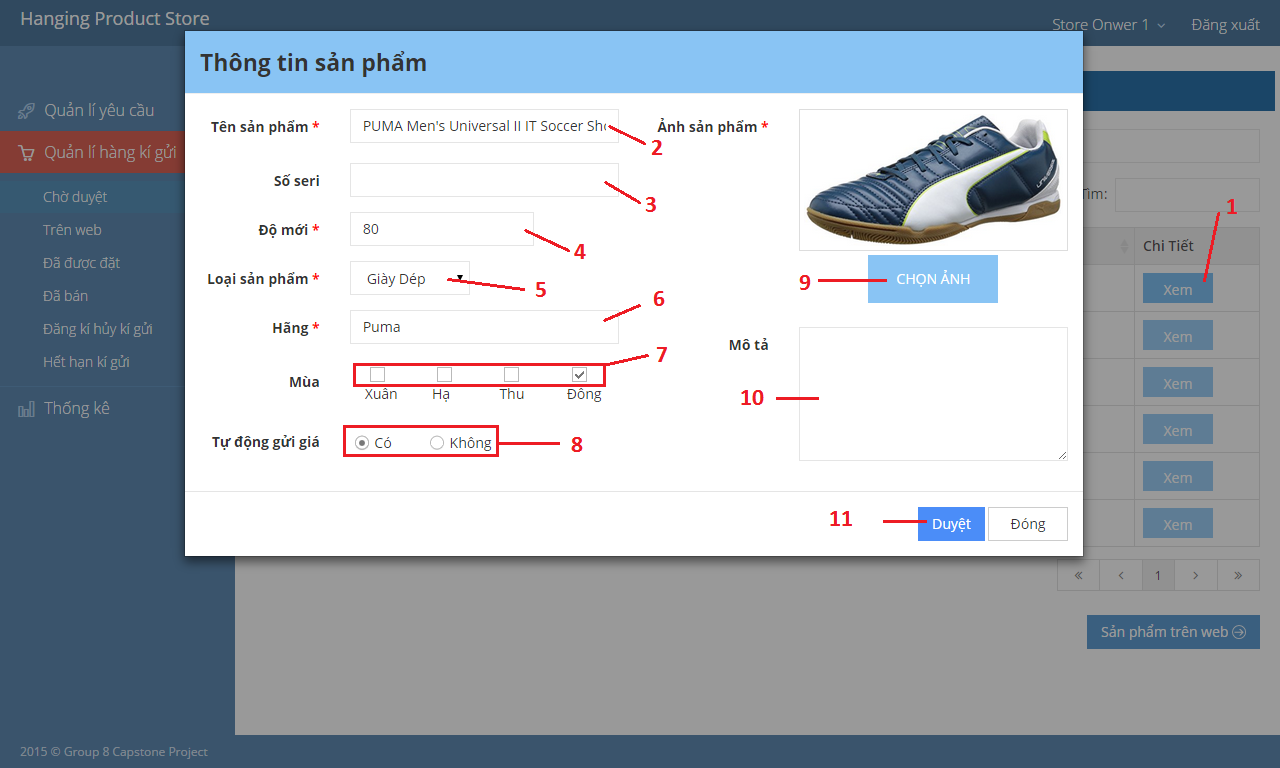 Hanging Product Store
Store Onwer 1
Đăng xuất
Quản lí yêu cầu
Quản lí hàng kí gửi
Chờ duyệt
Trên web
Đã được đặt
Đã bán
Đăng kí hủy kí gửi
Hết hạn kí gửi
Thống kê
Thông tin sản phẩm
Tên sản phẩm *
PUMA Men's Universal II IT Soccer Sho
2
Số seri
3
Độ mới *
80
4
Loại sản phẩm *
Giày Dép
5
Hãng *
Puma
6
Mùa
7
Xuân Hạ Thu Đông
Tự động gửi giá
Có Không
8
Ảnh sản phẩm *
9
CHỌN ẢNH
Mô tả
10
11
Duyệt
Đóng
Tìm:
1
Chi Tiết
Xem
Xem
Xem
Xem
Xem
Xem
« ‹ 1 › »
Sản phẩm trên web
2015 © Group 8 Capstone Project